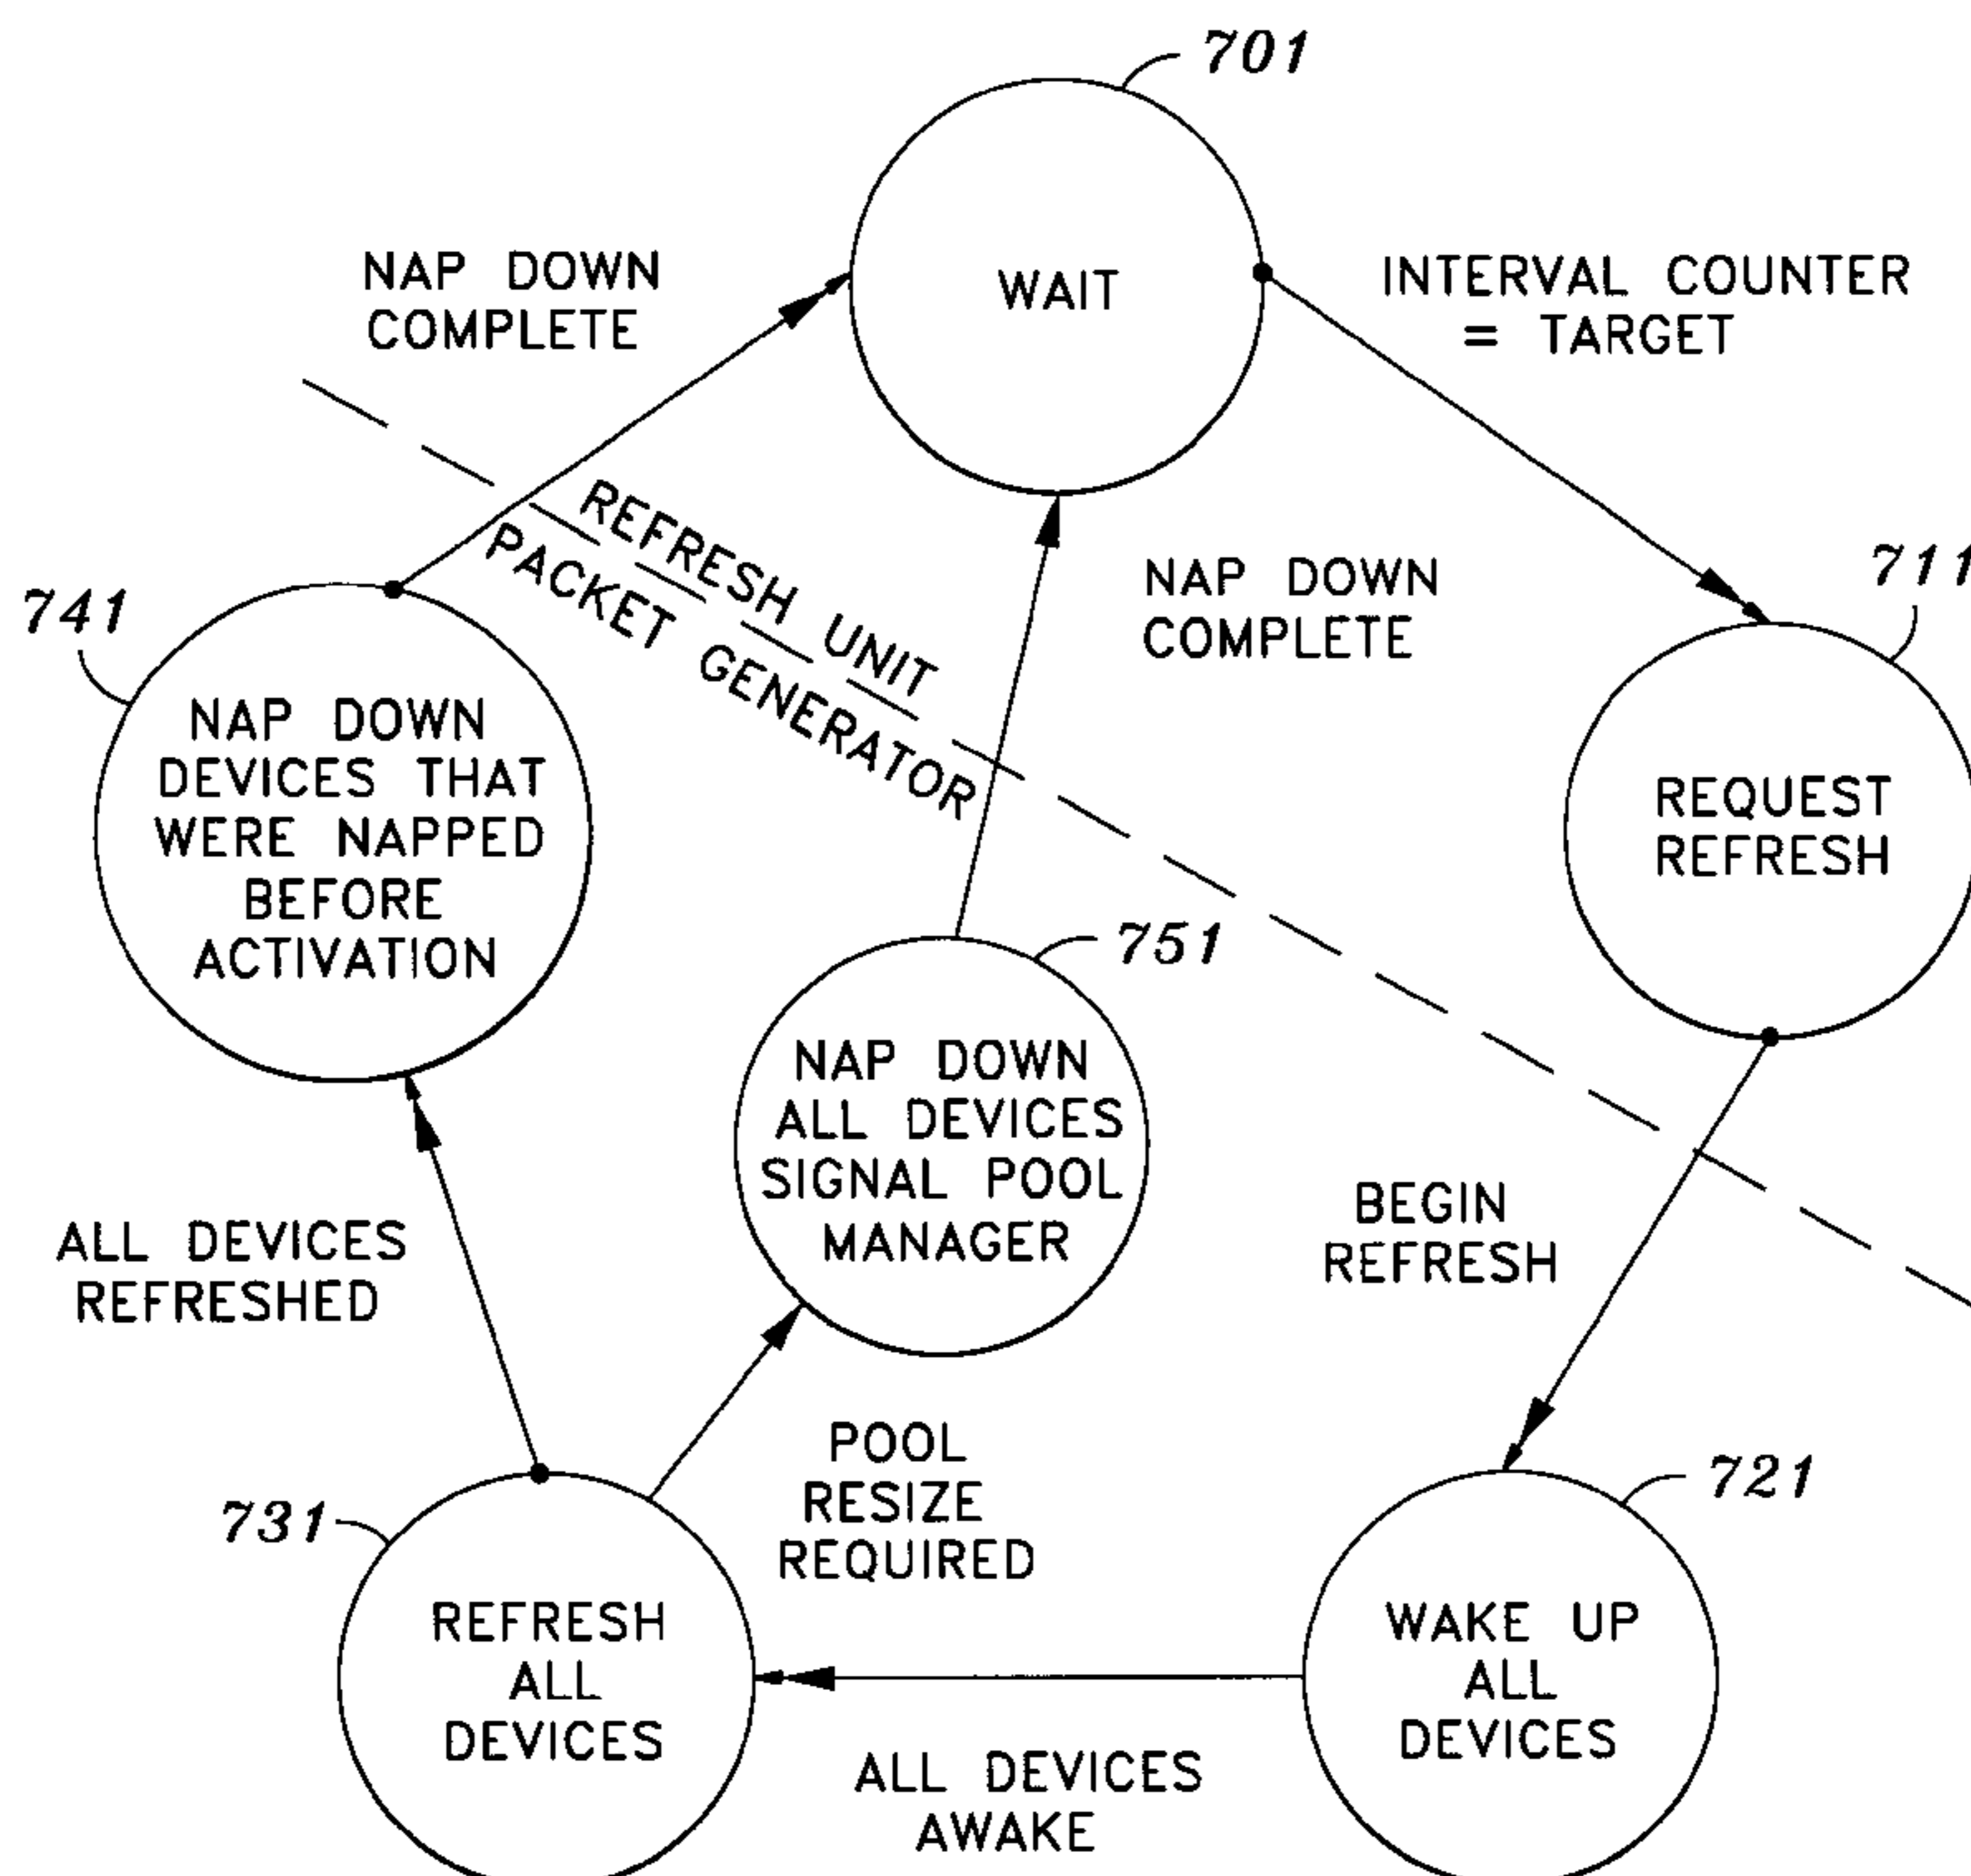 701
WAIT
NAP DOWN
COMPLETE
INTERVAL COUNTER
= TARGET
REFRESH UNIT
PACKET GENERATOR
NAP DOWN
COMPLETE
711
REQUEST
REFRESH
741
NAP DOWN
DEVICES THAT
WERE NAPPED
BEFORE
ACTIVATION
751
NAP DOWN
ALL DEVICES
SIGNAL POOL
MANAGER
BEGIN
REFRESH
ALL DEVICES
REFRESHED
POOL
RESIZE
REQUIRED
721
WAKE UP
ALL
DEVICES
731
REFRESH
ALL
DEVICES
ALL DEVICES
AWAKE